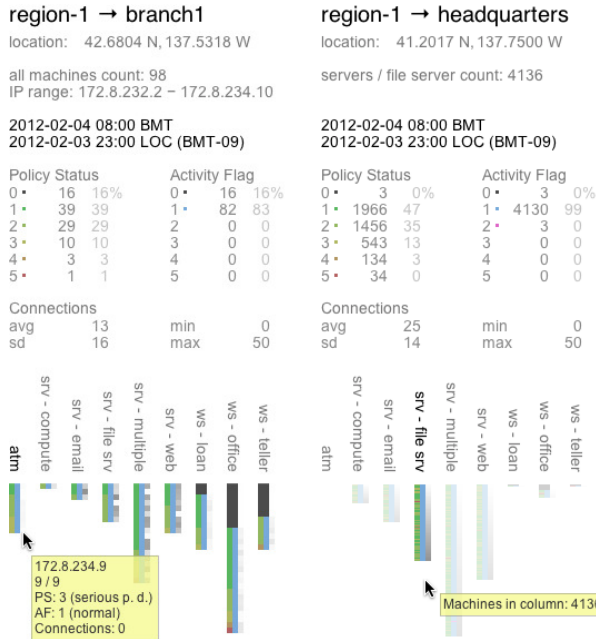 region-1 → branch1
location: 42.6804 N, 137.5318 W
all machines count: 98
IP range: 172.8.232.2 – 172.8.234.10
2012-02-04 08:00 BMT
2012-02-03 23:00 LOC (BMT-09)
Policy Status Activity Flag
0 16 16% 0 16 16%
1 39 39 1 82 83
2 29 29 2 0 0
3 10 10 3 0 0
4 3 3 4 0 0
5 1 1 5 0 0
Connections
avg 13 min 0
sd 16 max 50
atm
srv - compute
srv - email
srv - file srv
srv - multiple
srv - web
ws - loan
ws - office
ws - teller
172.8.234.9
9 / 9
PS: 3 (serious p. d.)
AF: 1 (normal)
Connections: 0
region-1 → headquarters
location: 41.2017 N, 137.7500 W
servers / file server count: 4136
2012-02-04 08:00 BMT
2012-02-03 23:00 LOC (BMT-09)
Policy Status Activity Flag
0 3 0% 0 3 0%
1 1966 47 1 4130 99
2 1456 35 2 3 0
3 543 13 3 0 0
4 134 3 4 0 0
5 34 0 5 0 0
Connections
avg 25 min 0
sd 14 max 50
atm
srv - compute
srv - email
srv - file srv
srv - multiple
srv - web
ws - loan
ws - office
ws - teller
Machines in column: 4136